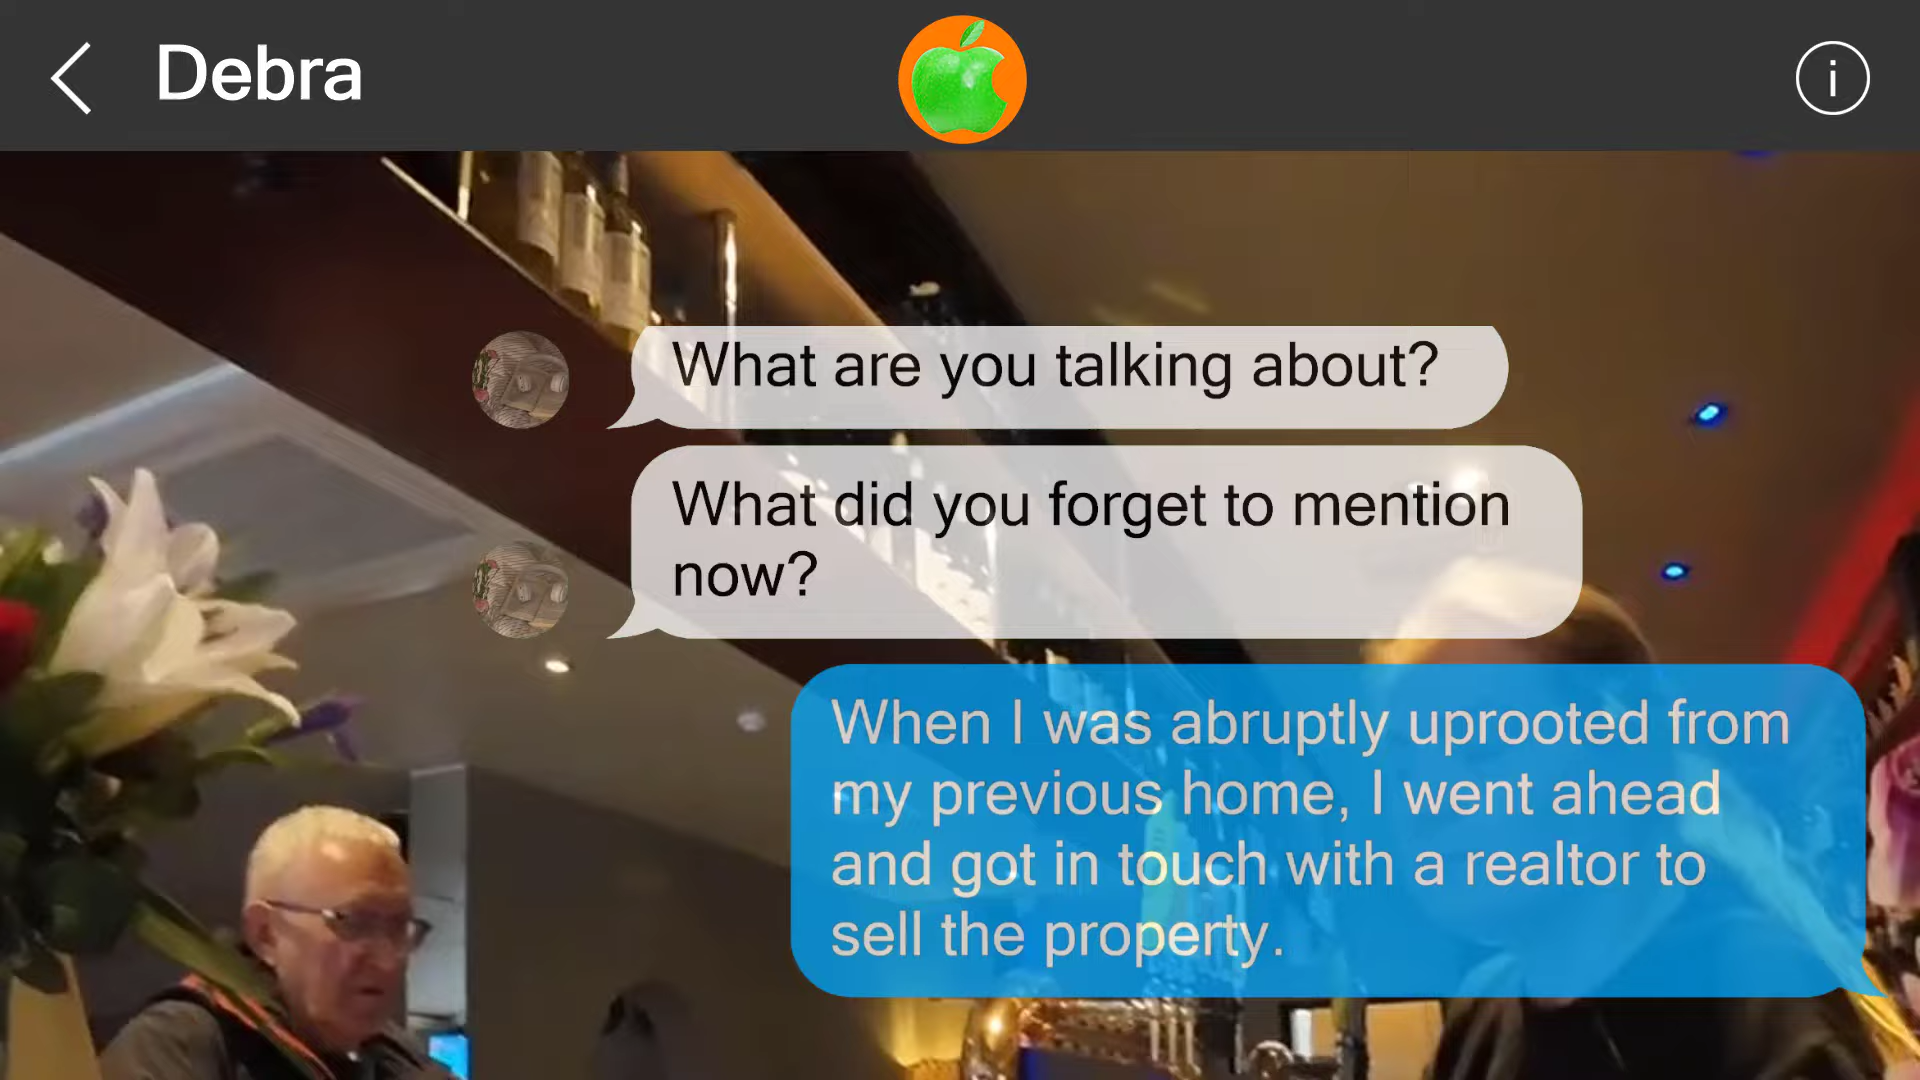 Debra
What are you talking about?
What did you forget to mention
now?
When I was abruptly uprooted from
my previous home, I went ahead
and got in touch with a realtor to
sell the property.